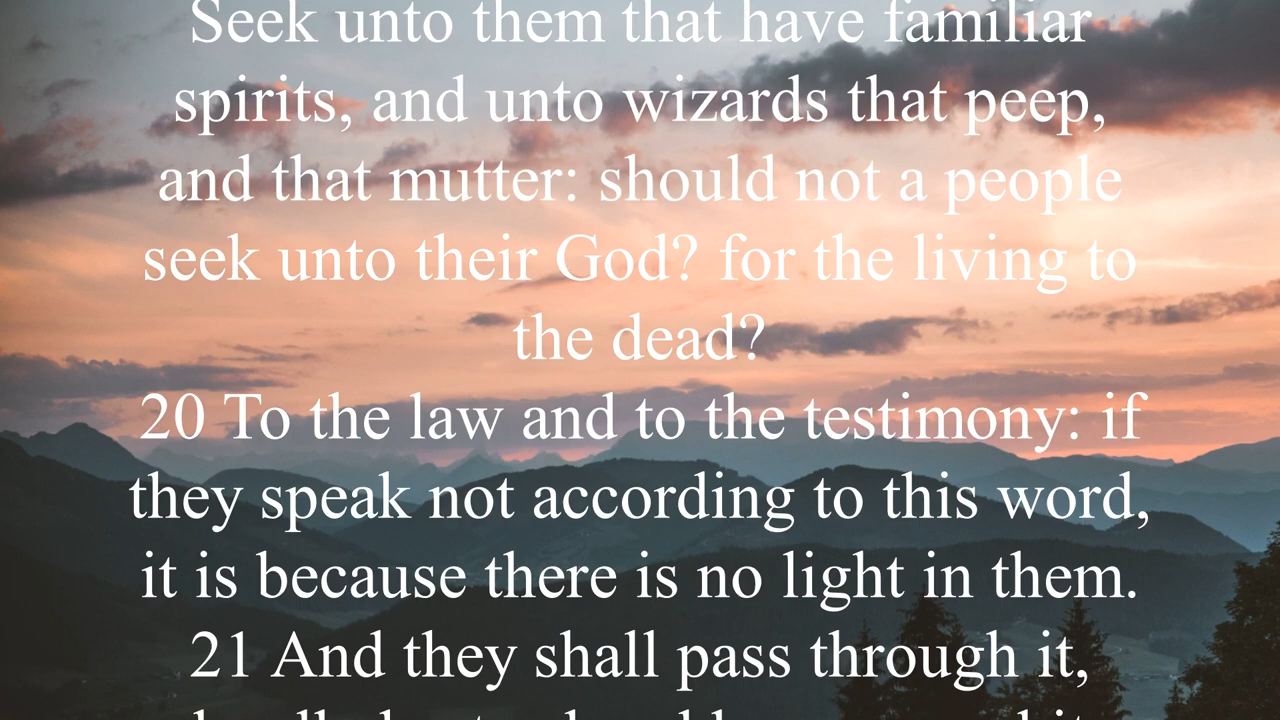 Seek unto them that have familiar
spirits, and unto wizards that peep,
and that mutter: should not a people
seek unto their God? for the living to
the dead?
20 To the law and to the testimony: if
they speak not according to this word,
it is because there is no light in them.
21 And they shall pass through it,